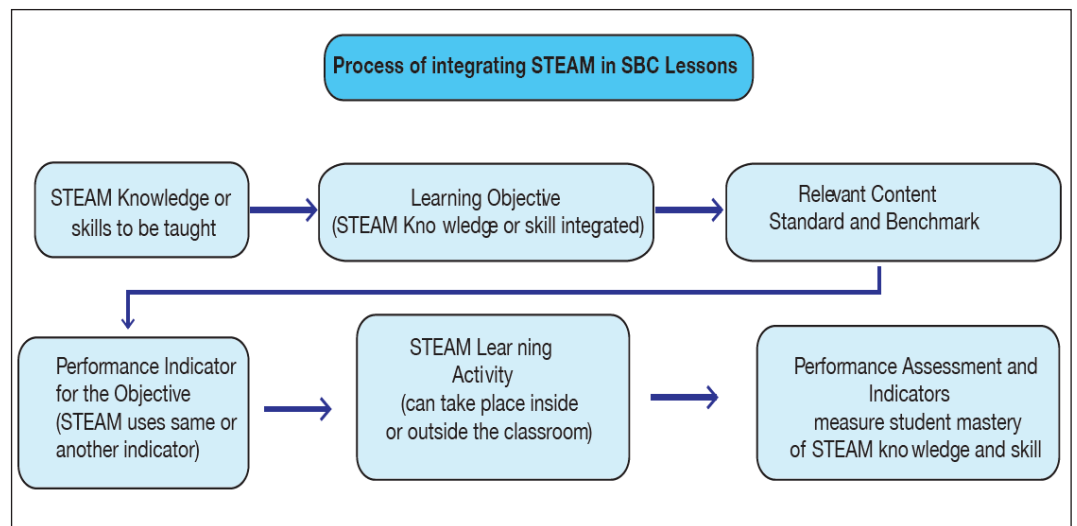 Process of integrating STEAM in SBC Lessons
STEAM Knowledge or
skills to be taught
Learning Objective
(STEAM Kno wledge or skill integrated)
Relevant Content
Standard and Benchmark
Performance Indicator
for the Objective
(STEAM uses same or
another indicator)
STEAM Lear ning
Activity
(can take place inside
or outside the classroom)
Performance Assessment and
Indicators
measure student mastery
of STEAM kno wledge and skill